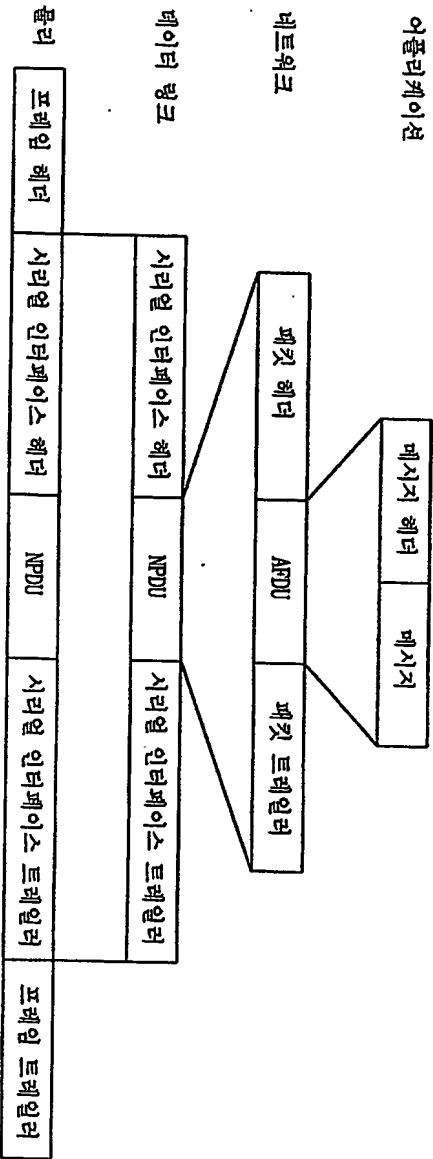 어플리케이션
메시지 헤더 메시지
네트워크
패킷 헤더 APDU 패킷 트레일러
데이터 링크
시리얼 인터페이스 헤더 NPDU 시리얼 인터페이스 트레일러
물리
프레임 헤더 시리얼 인터페이스 헤더 NPDU 시리얼 인터페이스 트레일러 프레임 트레일러